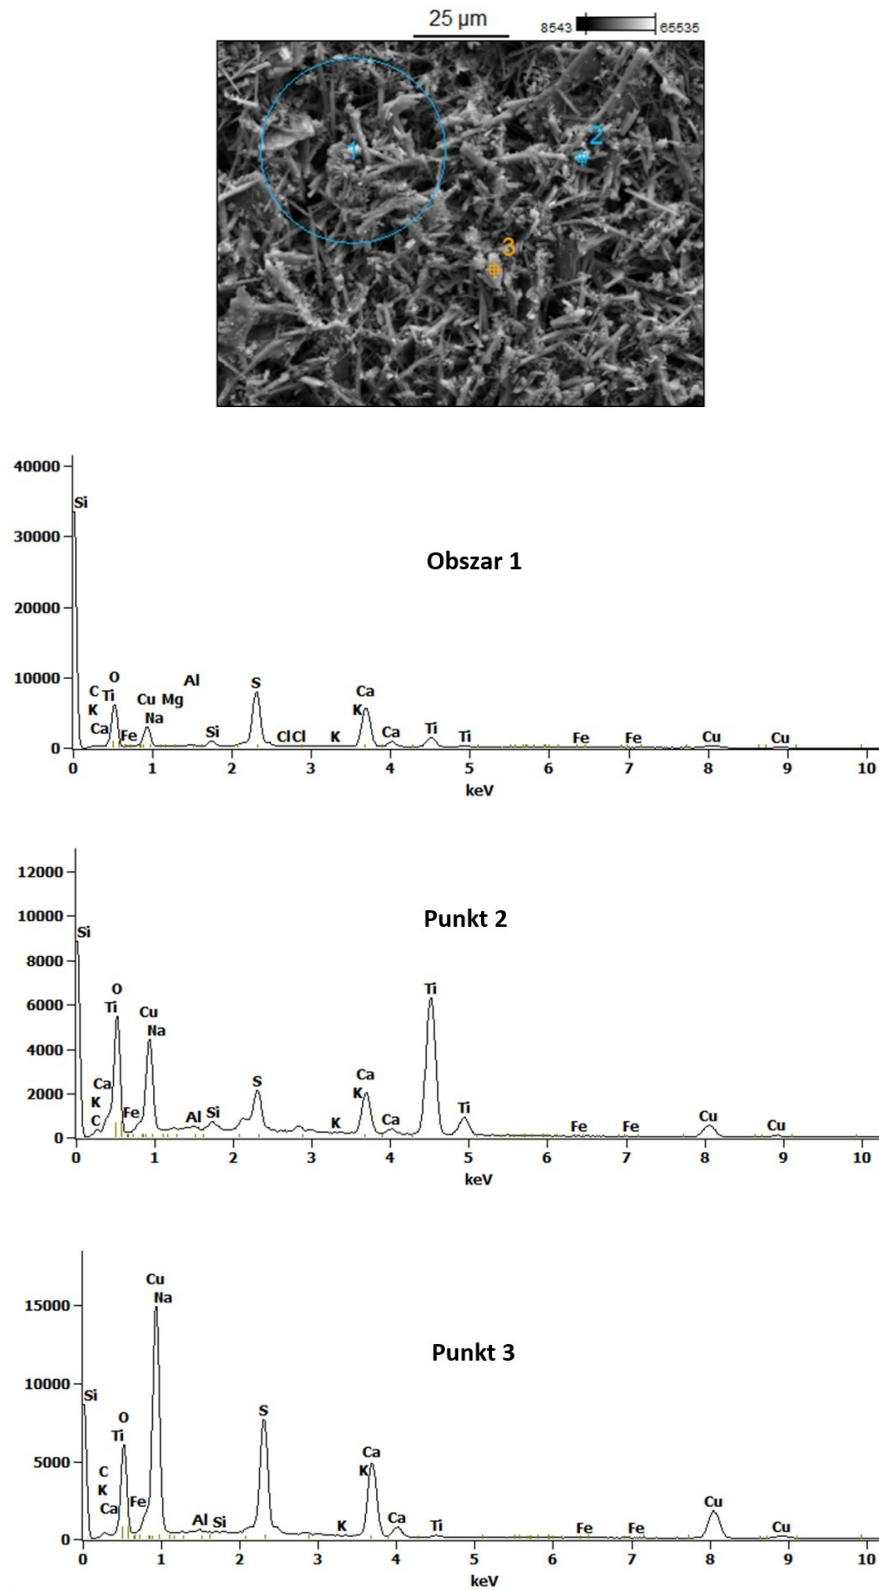 25 µm
8543 65535
1
2
3
40000
Si
30000
Obszar 1
20000
10000
C O Al
K Ti Cu Mg S Ca
Ca Fe Na Si Cl Cl K K Ca Ti Ti Fe Fe Cu Cu
0
0 1 2 3 4 5 6 7 8 9 10
keV
12000
10000
Si
Punkt 2
8000
O Ti
6000
Ti Cu
Na
4000
Ca
K Fe S Ca
2000
C Al Si K K Ca Ti Fe Fe Cu Cu
0
0 1 2 3 4 5 6 7 8 9 10
keV
Cu
Na
15000
Punkt 3
10000
Si O S
Ti
5000
C Ca
K Fe K Cu
Ca Al Si K Ca Ti Fe Fe Cu
0
0 1 2 3 4 5 6 7 8 9 10
keV